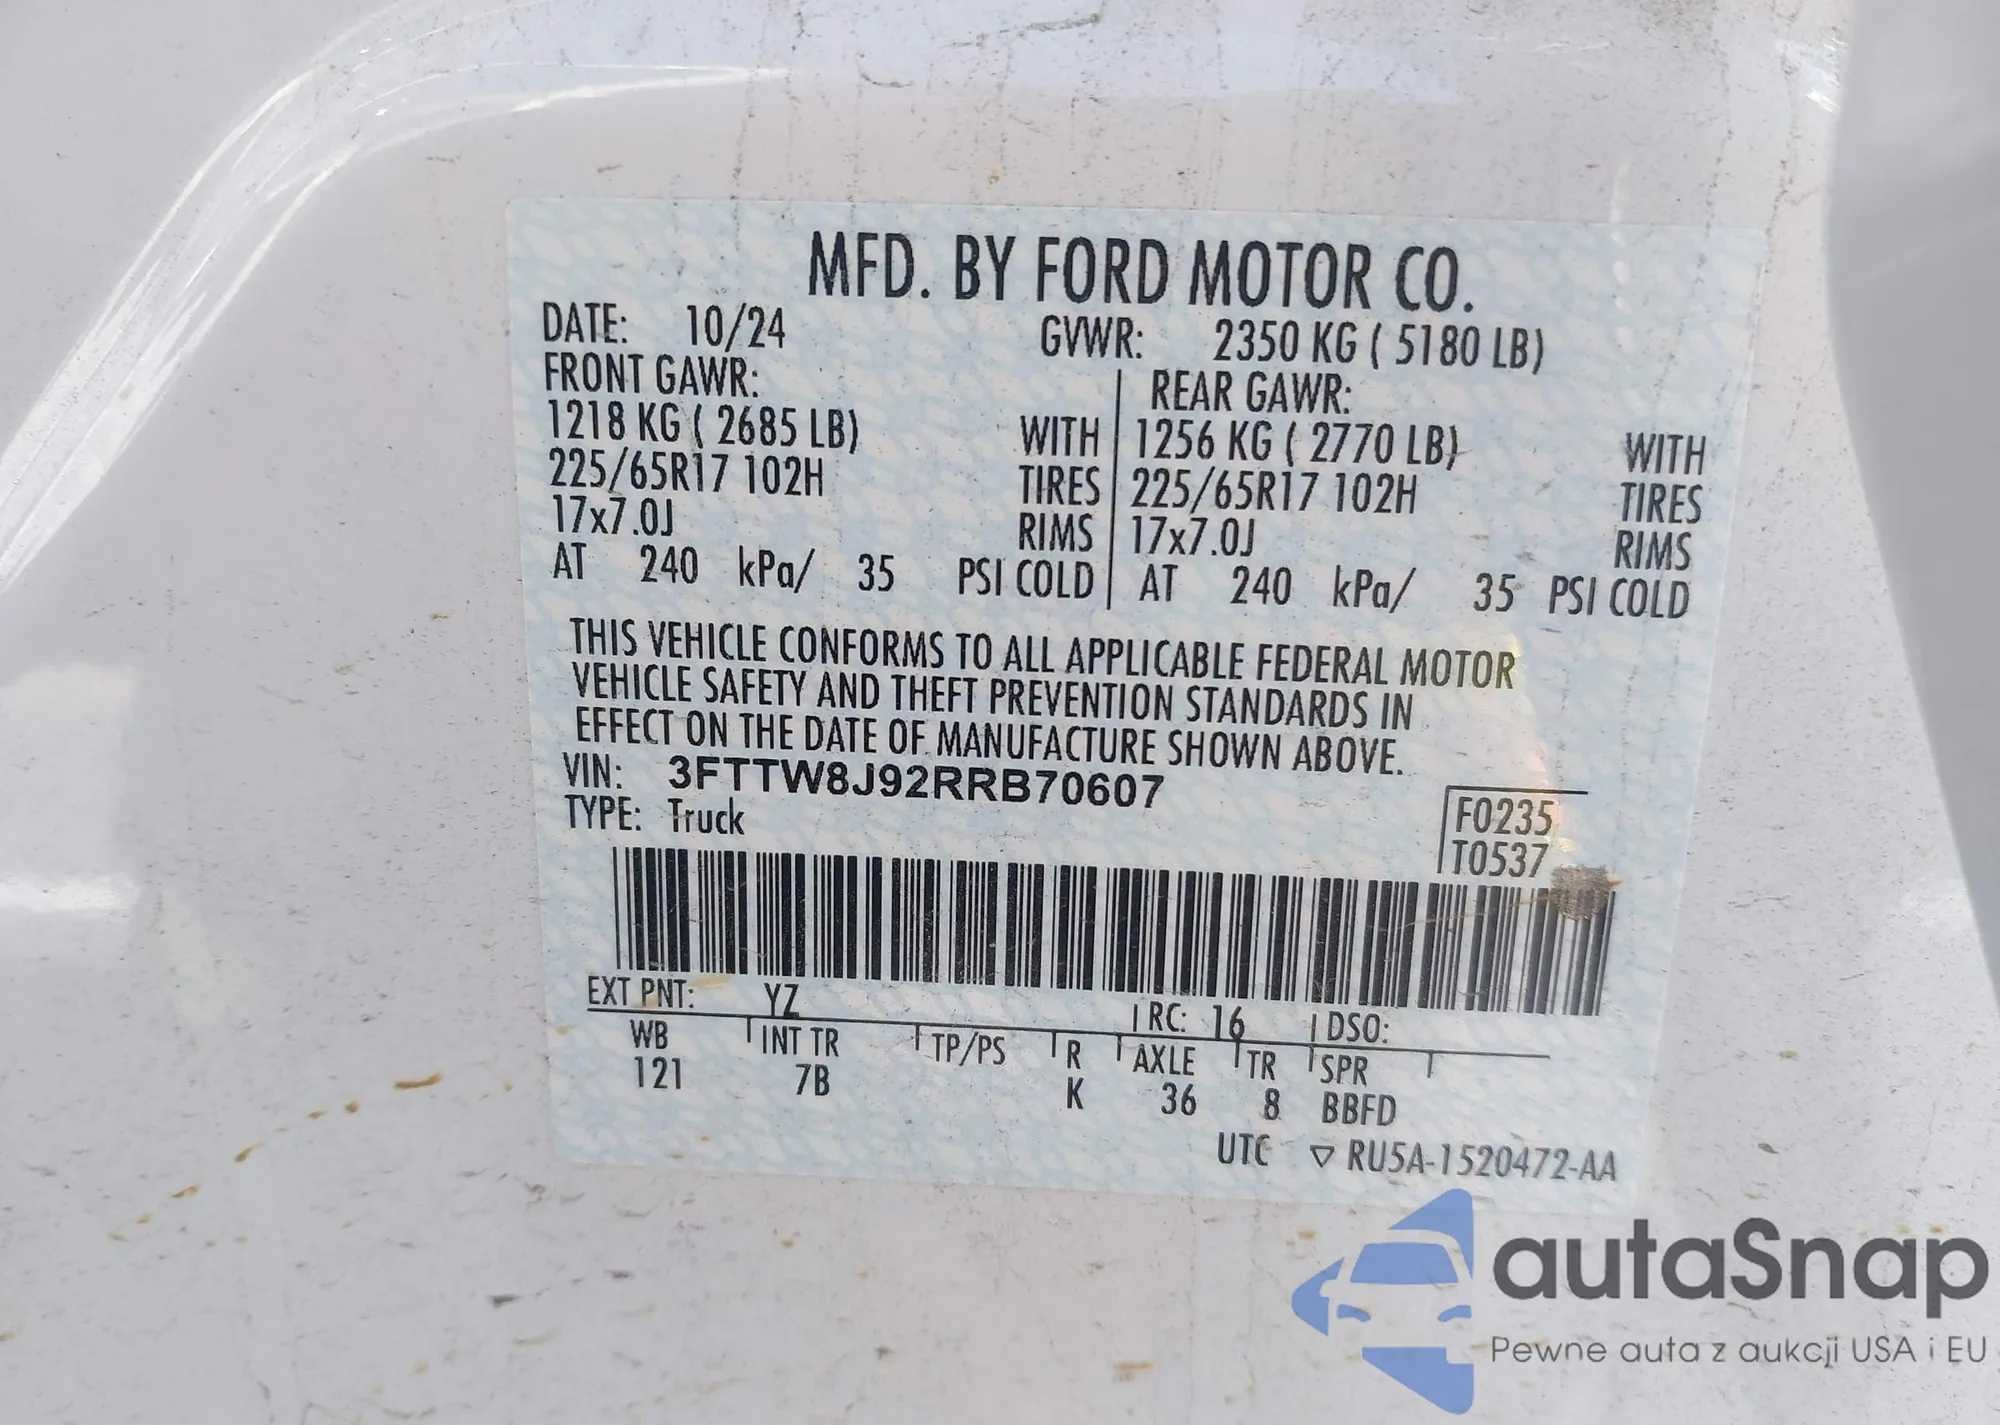 MFD. BY FORD MOTOR CO.
DATE: 10/24 GVWR: 2350 KG ( 5180 LB)
FRONT GAWR: REAR GAWR:
1218 KG ( 2685 LB) WITH 1256 KG ( 2770 LB) WITH
225/65R17 102H TIRES 225/65R17 102H TIRES
17x7.0J RIMS 17x7.0J RIMS
AT 240 kPa/ 35 PSI COLD AT 240 kPa/ 35 PSI COLD
THIS VEHICLE CONFORMS TO ALL APPLICABLE FEDERAL MOTOR
VEHICLE SAFETY AND THEFT PREVENTION STANDARDS IN
EFFECT ON THE DATE OF MANUFACTURE SHOWN ABOVE.
VIN: 3FTTW8J92RRB70607
TYPE: Truck
F0235
T0537
EXT PNT: YZ RC: 16 DSO:
WB INT TR TP/PS R AXLE TR SPR
121 7B K 36 8 BBFD
UTC ▽ RU5A-1520472-AA
autaSnap
Pewne auta z aukcji USA i EU